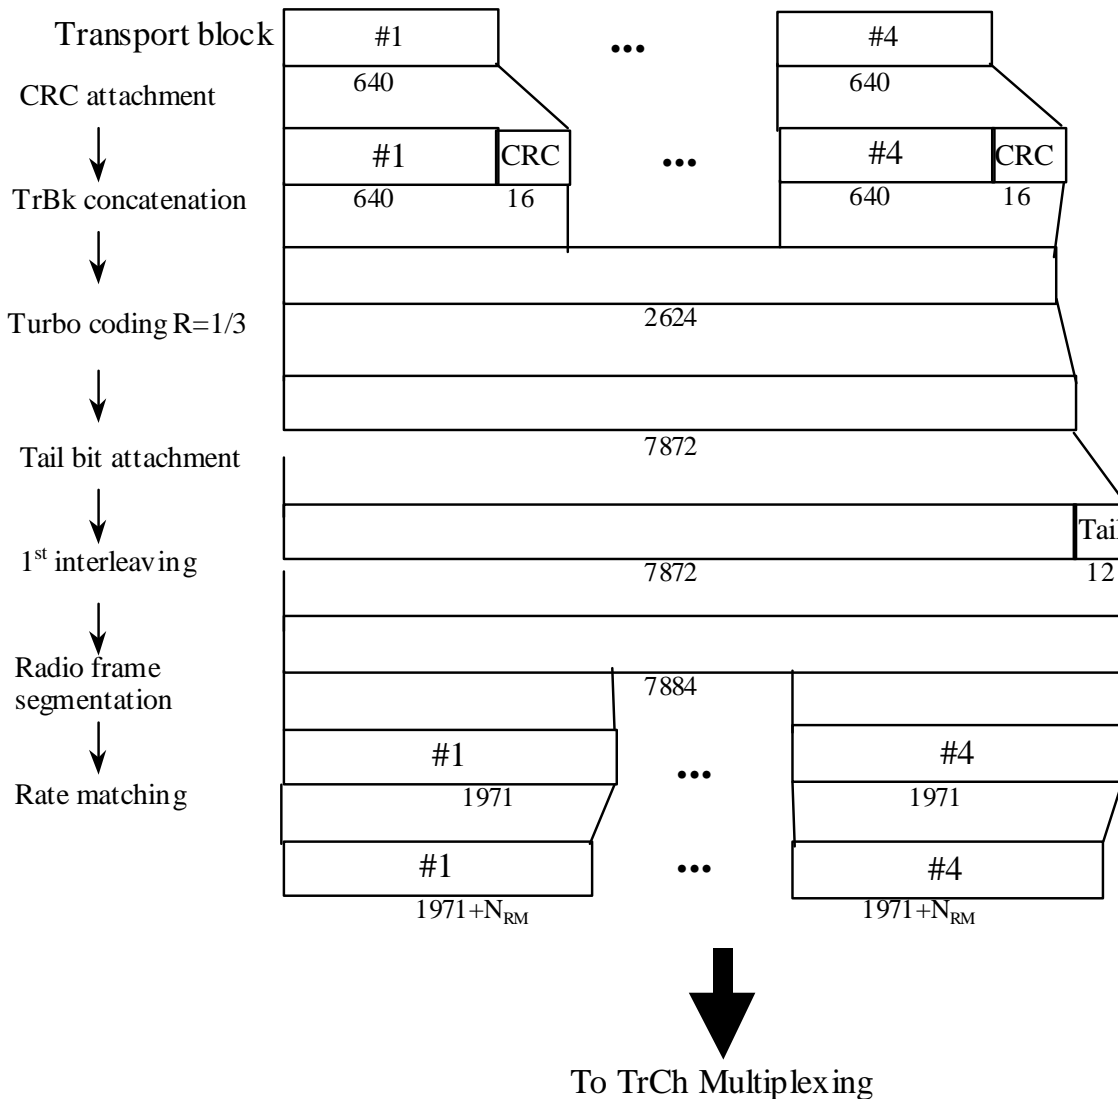 Transport block #1 ••• #4
640 640
CRC attachment
#1 CRC ••• #4 CRC
640 16 640 16
TrBk concatenation
2624
Turbo coding R=1/3
7872
Tail bit attachment
Tail
7872 12
1st interleaving
7884
Radio frame
segmentation
#1 ••• #4
1971 1971
Rate matching
#1 ••• #4
1971+NRM 1971+NRM
To TrCh Multiplexing